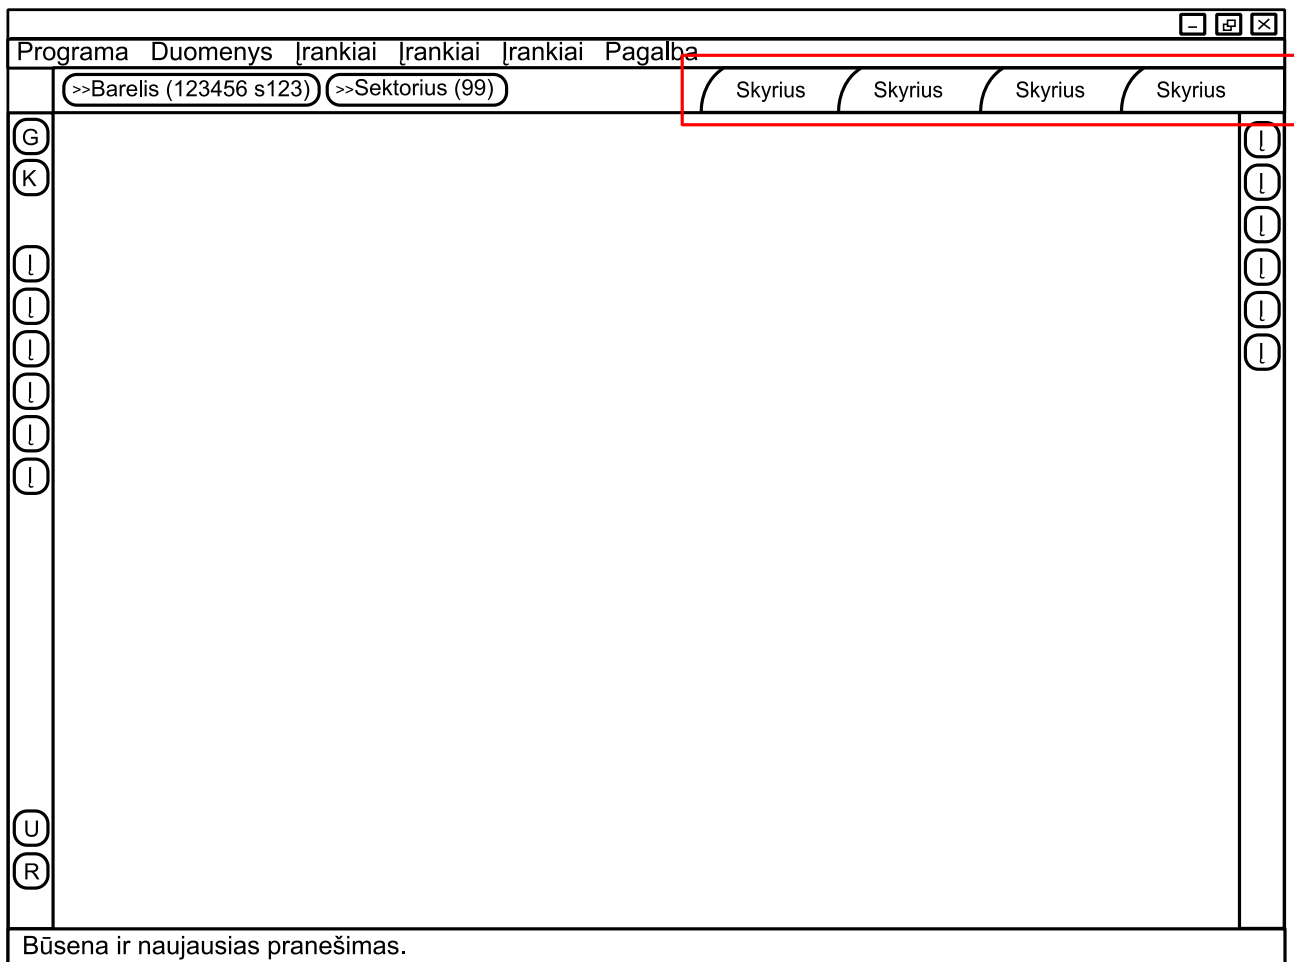 Programa Duomenys Įrankiai Įrankiai Įrankiai Pagalba
>>Barelis (123456 s123) >>Sektorius (99) Skyrius Skyrius Skyrius Skyrius
G
K
Į
Į
Į
Į
Į
Į
U
R
Į
Į
Į
Į
Į
Į
Būsena ir naujausias pranešimas.